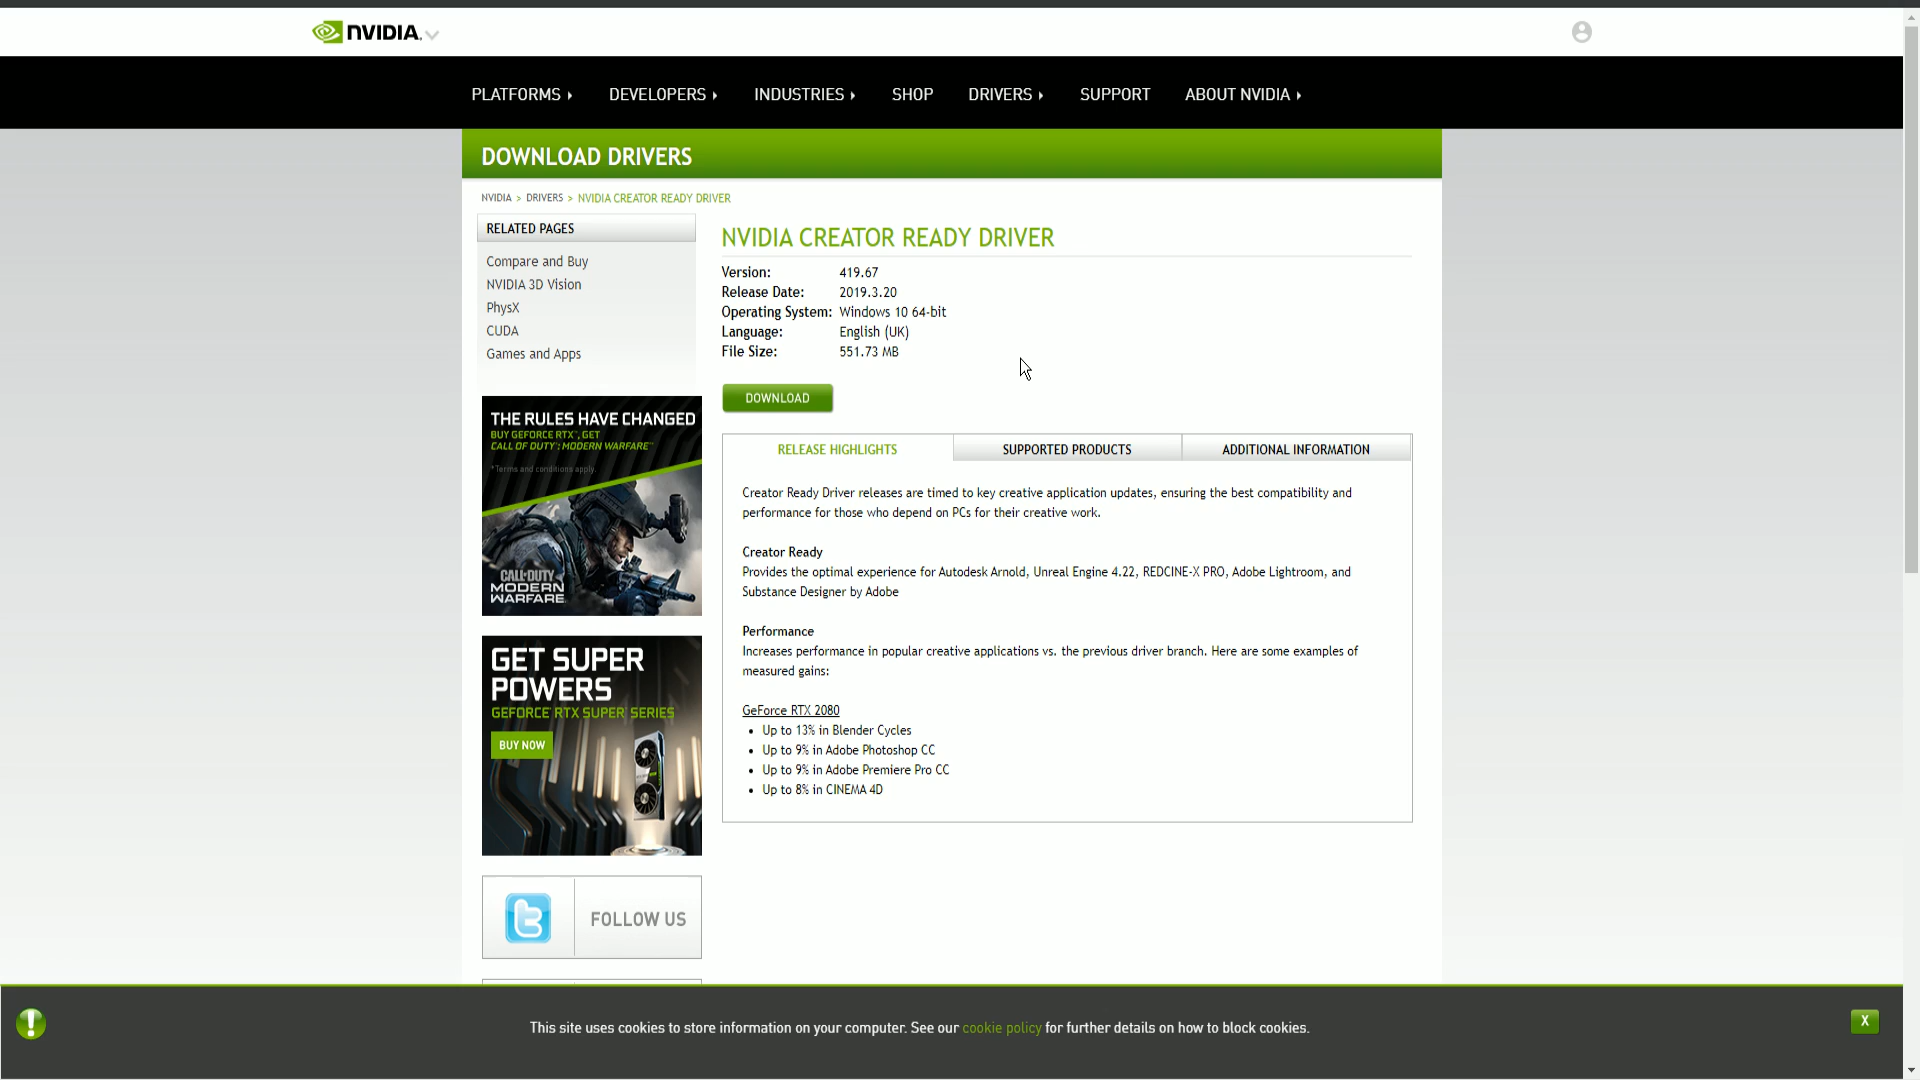 NVIDIA.
PLATFORMS
DEVELOPERS
INDUSTRIES
SHOP
DRIVERS
SUPPORT
ABOUT NVIDIA
DOWNLOAD DRIVERS
NVIDIA > DRIVERS > NVIDIA CREATOR READY DRIVER
RELATED PAGES
Compare and Buy
NVIDIA 3D Vision
PhysX
CUDA
Games and Apps
THE RULES HAVE CHANGED
BUY GEFORCE RTX™, GET
CALL OF DUTY®: MODERN WARFARE™
*Terms and conditions apply.
CALL OF DUTY
MODERN
WARFARE
GET SUPER
POWERS
GEFORCE® RTX SUPER™ SERIES
BUY NOW
FOLLOW US
NVIDIA CREATOR READY DRIVER
Version: 419.67
Release Date: 2019.3.20
Operating System: Windows 10 64-bit
Language: English (UK)
File Size: 551.73 MB
DOWNLOAD
RELEASE HIGHLIGHTS
SUPPORTED PRODUCTS
ADDITIONAL INFORMATION
Creator Ready Driver releases are timed to key creative application updates, ensuring the best compatibility and
performance for those who depend on PCs for their creative work.
Creator Ready
Provides the optimal experience for Autodesk Arnold, Unreal Engine 4.22, REDCINE-X PRO, Adobe Lightroom, and
Substance Designer by Adobe
Performance
Increases performance in popular creative applications vs. the previous driver branch. Here are some examples of
measured gains:
GeForce RTX 2080
• Up to 13% in Blender Cycles
• Up to 9% in Adobe Photoshop CC
• Up to 9% in Adobe Premiere Pro CC
• Up to 8% in CINEMA 4D
This site uses cookies to store information on your computer. See our cookie policy for further details on how to block cookies.
X